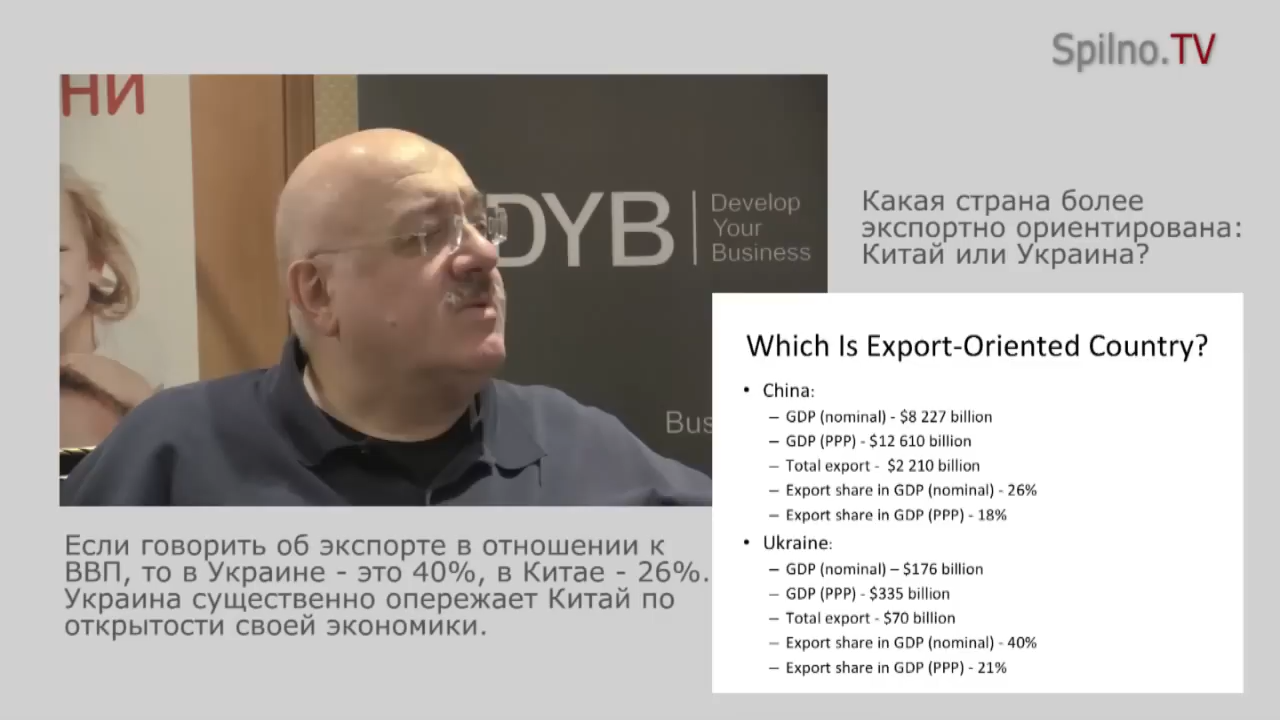 Spilno.TV
НИ
DYB
Develop
Your
Business
Bus
Какая страна более
экспортно ориентирована:
Китай или Украина?
Which Is Export-Oriented Country?
• China:
– GDP (nominal) - $8 227 billion
– GDP (PPP) - $12 610 billion
– Total export -  $2 210 billion
– Export share in GDP (nominal) - 26%
– Export share in GDP (PPP) - 18%
• Ukraine:
– GDP (nominal) – $176 billion
– GDP (PPP) - $335 billion
– Total export - $70 billion
– Export share in GDP (nominal) - 40%
– Export share in GDP (PPP) - 21%
Если говорить об экспорте в отношении к
ВВП, то в Украине - это 40%, в Китае - 26%.
Украина существенно опережает Китай по
открытости своей экономики.